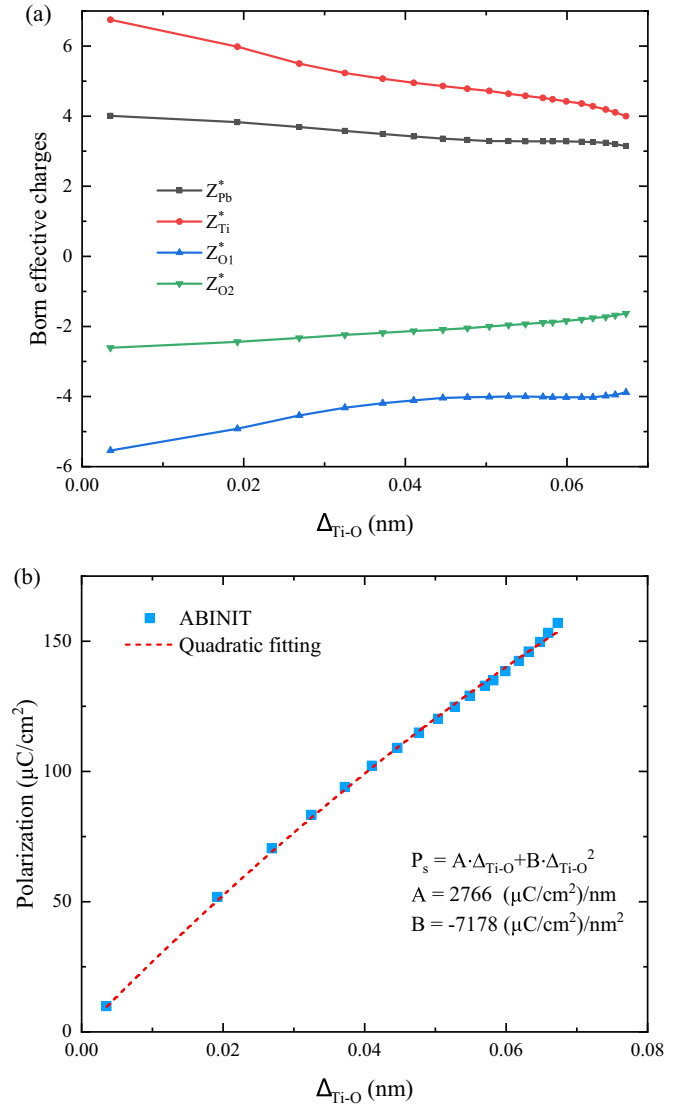 (a)
6
4
2
0
-2
-4
-6
Born effective charges
Z*Pb
Z*Ti
Z*O1
Z*O2
0.00 0.02 0.04 0.06
ΔTi-O (nm)
(b)
150
100
50
0
Polarization (μC/cm²)
ABINIT
Quadratic fitting
Ps = A·ΔTi-O+B·ΔTi-O²
A = 2766 (μC/cm²)/nm
B = -7178 (μC/cm²)/nm²
0.00 0.02 0.04 0.06 0.08
ΔTi-O (nm)